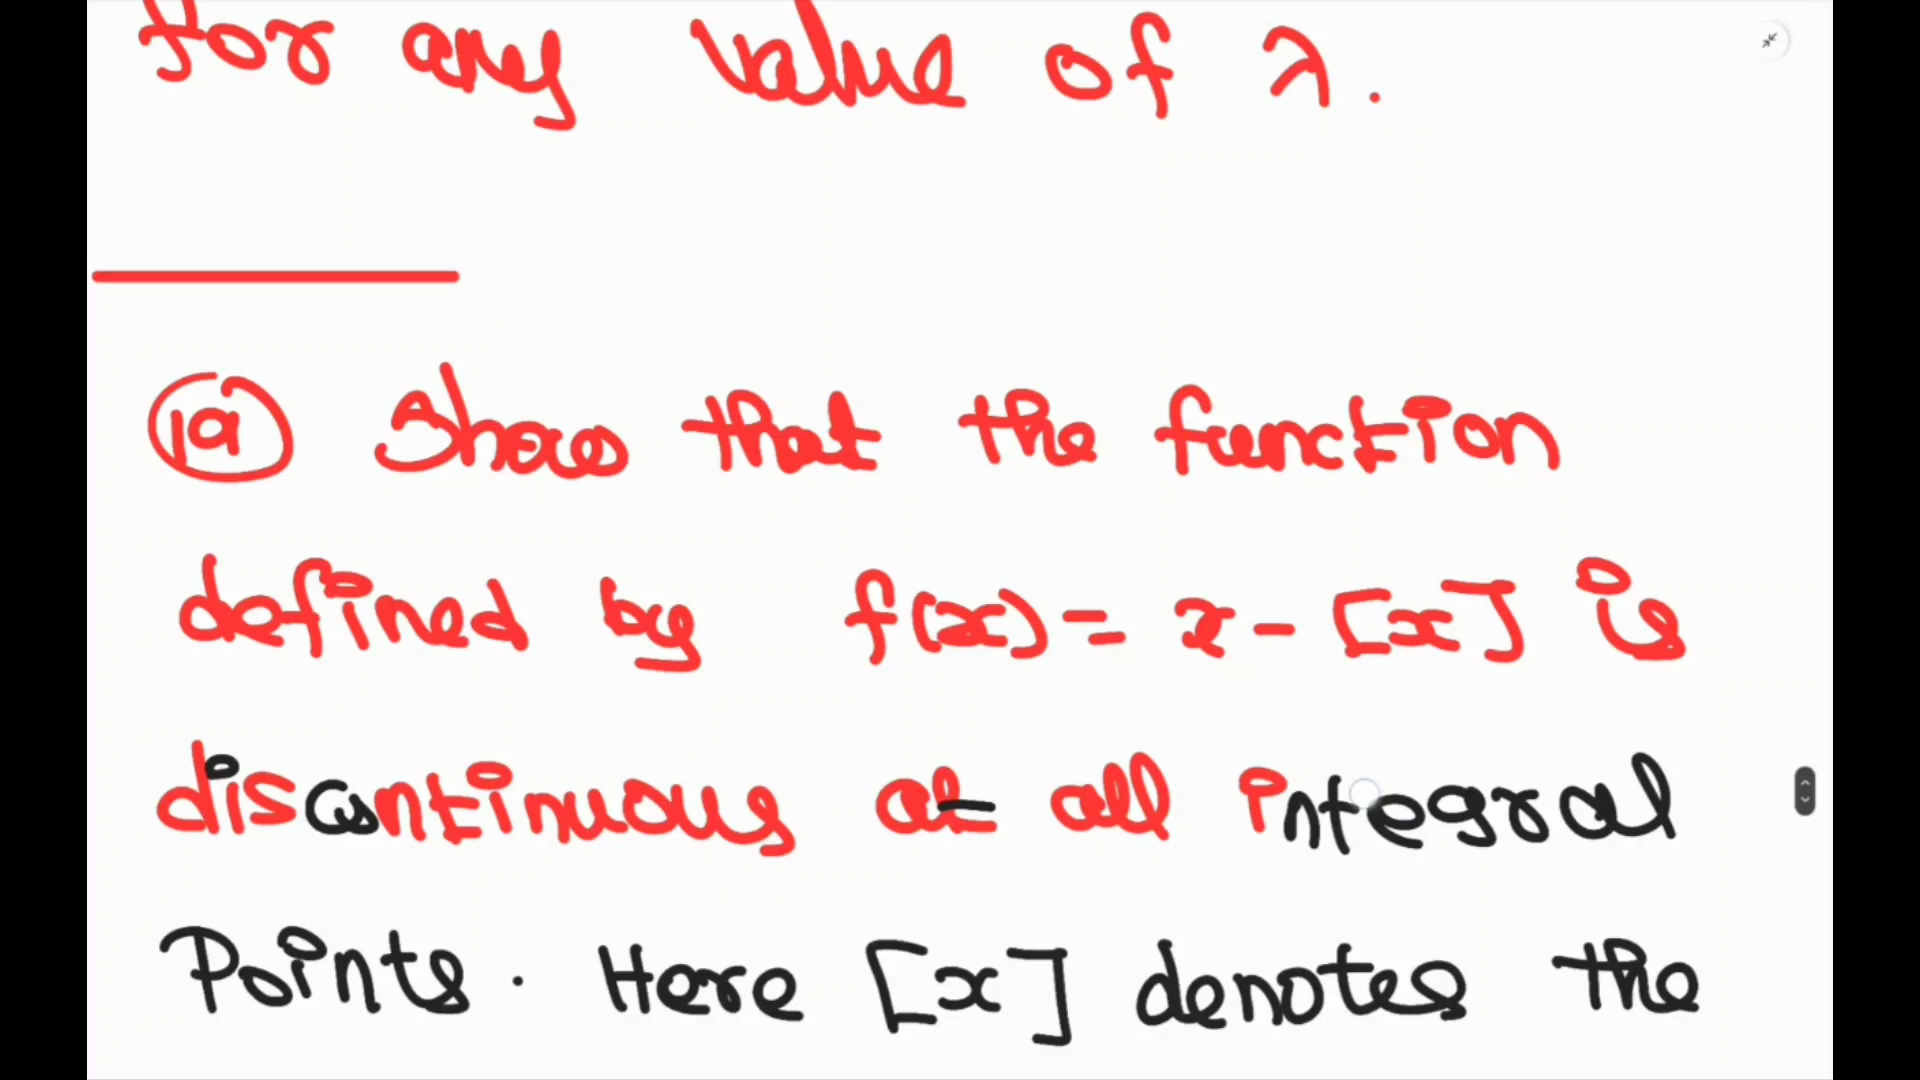 for any value of λ.
19 Show that the function
defined by f(x) = x - [x] is
discontinuous at all integral
Points. Here [x] denotes the